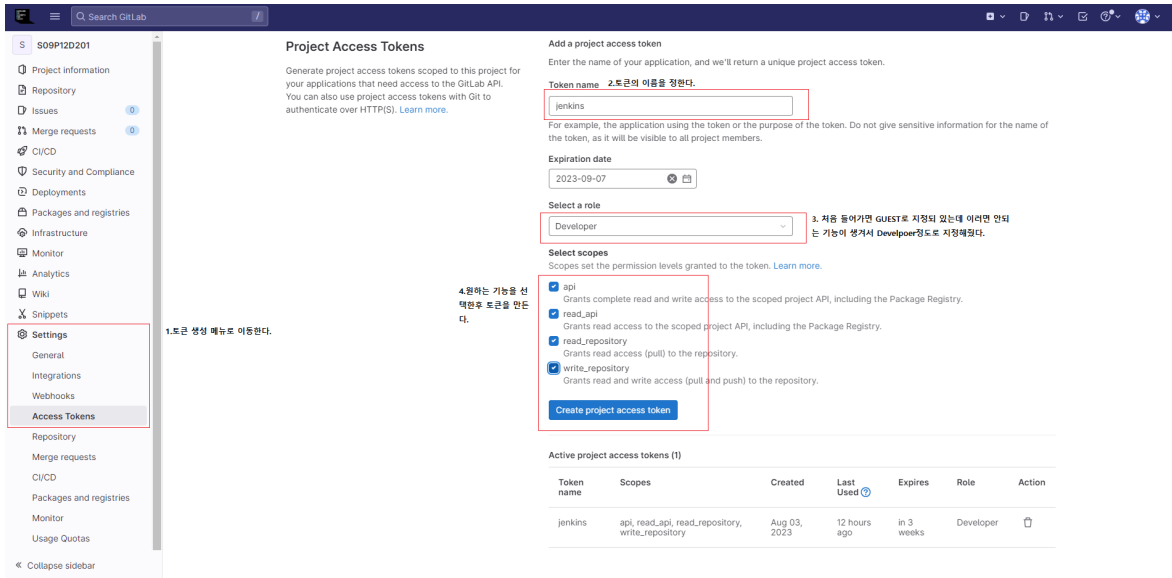 Search GitLab
/
S S09P12D201
Project information
Repository
Issues 0
Merge requests 0
CI/CD
Security and Compliance
Deployments
Packages and registries
Infrastructure
Monitor
Analytics
Wiki
Snippets
Settings
General
Integrations
Webhooks
Access Tokens
Repository
Merge requests
CI/CD
Packages and registries
Monitor
Usage Quotas
Collapse sidebar
1.토큰 생성 메뉴로 이동한다.
Project Access Tokens
Generate project access tokens scoped to this project for
your applications that need access to the GitLab API.
You can also use project access tokens with Git to
authenticate over HTTP(S). Learn more.
Add a project access token
Enter the name of your application, and we'll return a unique project access token.
Token name 2.토큰의 이름을 정한다.
jenkins
For example, the application using the token or the purpose of the token. Do not give sensitive information for the name of
the token, as it will be visible to all project members.
Expiration date
2023-09-07
Select a role
Developer
3. 처음 들어가면 GUEST로 지정되 있는데 이러면 안되
는 기능이 생겨서 Develpoer정도로 지정해줬다.
Select scopes
Scopes set the permission levels granted to the token. Learn more.
4.원하는 기능을 선
택한후 토큰을 만든
다.
api
Grants complete read and write access to the scoped project API, including the Package Registry.
read_api
Grants read access to the scoped project API, including the Package Registry.
read_repository
Grants read access (pull) to the repository.
write_repository
Grants read and write access (pull and push) to the repository.
Create project access token
Active project access tokens (1)
Token name Scopes Created Last Used Expires Role Action
jenkins api, read_api, read_repository, write_repository Aug 03, 2023 12 hours ago in 3 weeks Developer